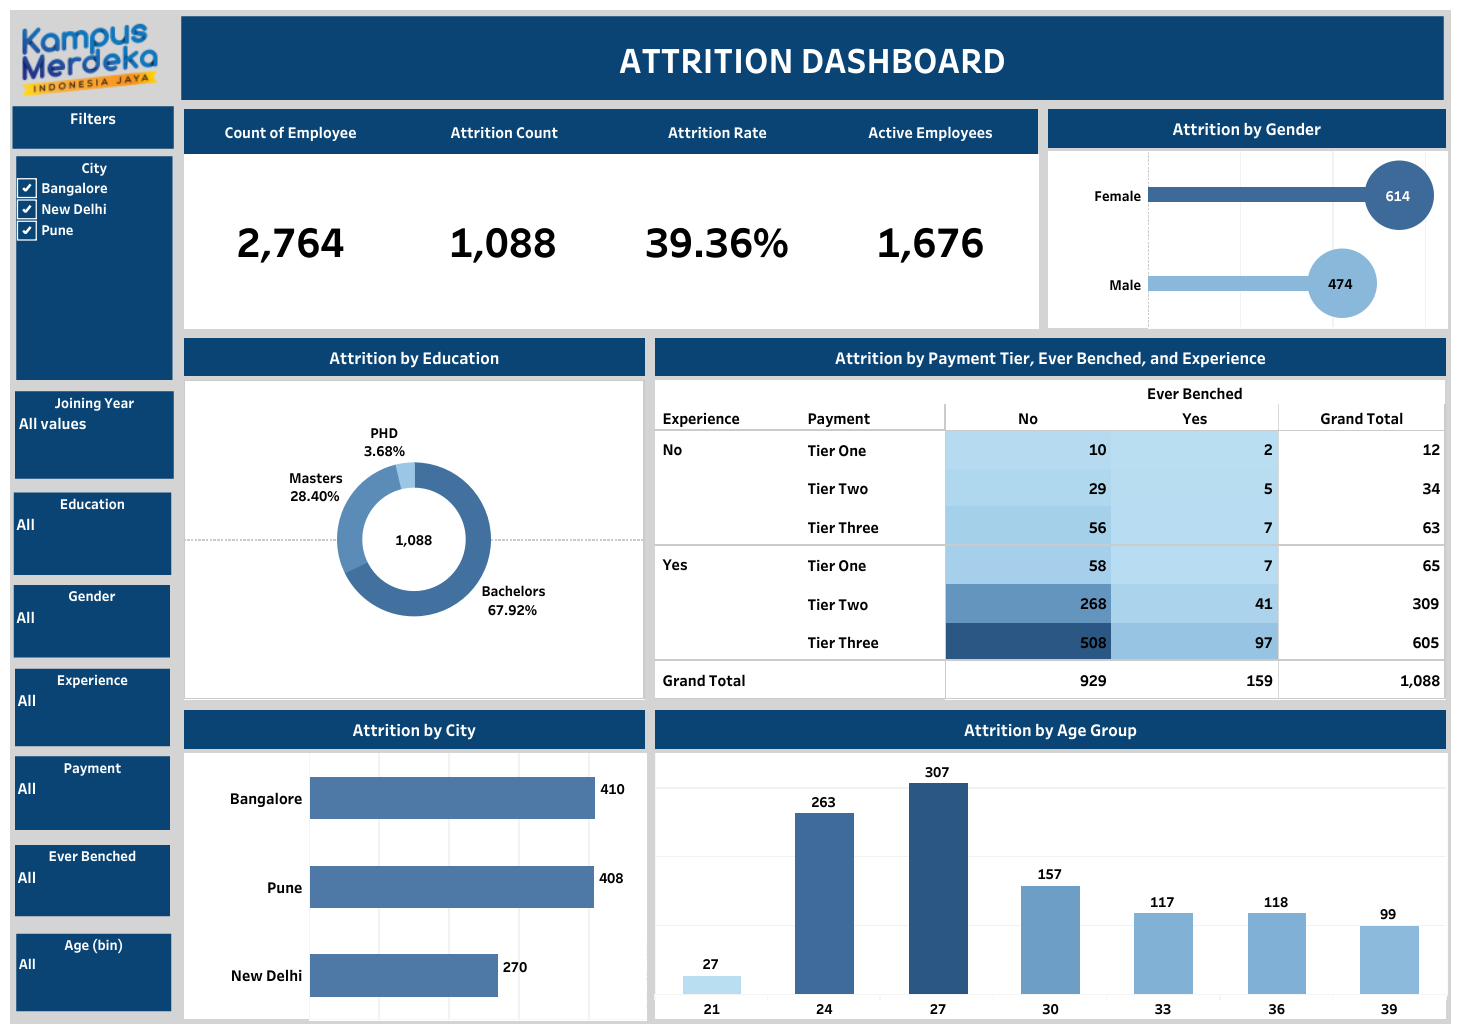 Kampus
Merdeka
INDONESIA JAYA
ATTRITION DASHBOARD
Filters
City
Bangalore
New Delhi
Pune
Joining Year
All values
Education
All
Gender
All
Experience
All
Payment
All
Ever Benched
All
Age (bin)
All
Count of Employee Attrition Count Attrition Rate Active Employees
2,764 1,088 39.36% 1,676
Attrition by Gender
Female 614
Male 474
Attrition by Education
PHD
3.68%
Masters
28.40%
1,088
Bachelors
67.92%
Attrition by Payment Tier, Ever Benched, and Experience
Ever Benched
Experience Payment No Yes Grand Total
No Tier One 10 2 12
Tier Two 29 5 34
Tier Three 56 7 63
Yes Tier One 58 7 65
Tier Two 268 41 309
Tier Three 508 97 605
Grand Total 929 159 1,088
Attrition by City
Bangalore 410
Pune 408
New Delhi 270
Attrition by Age Group
27 263 307 157 117 118 99
21 24 27 30 33 36 39